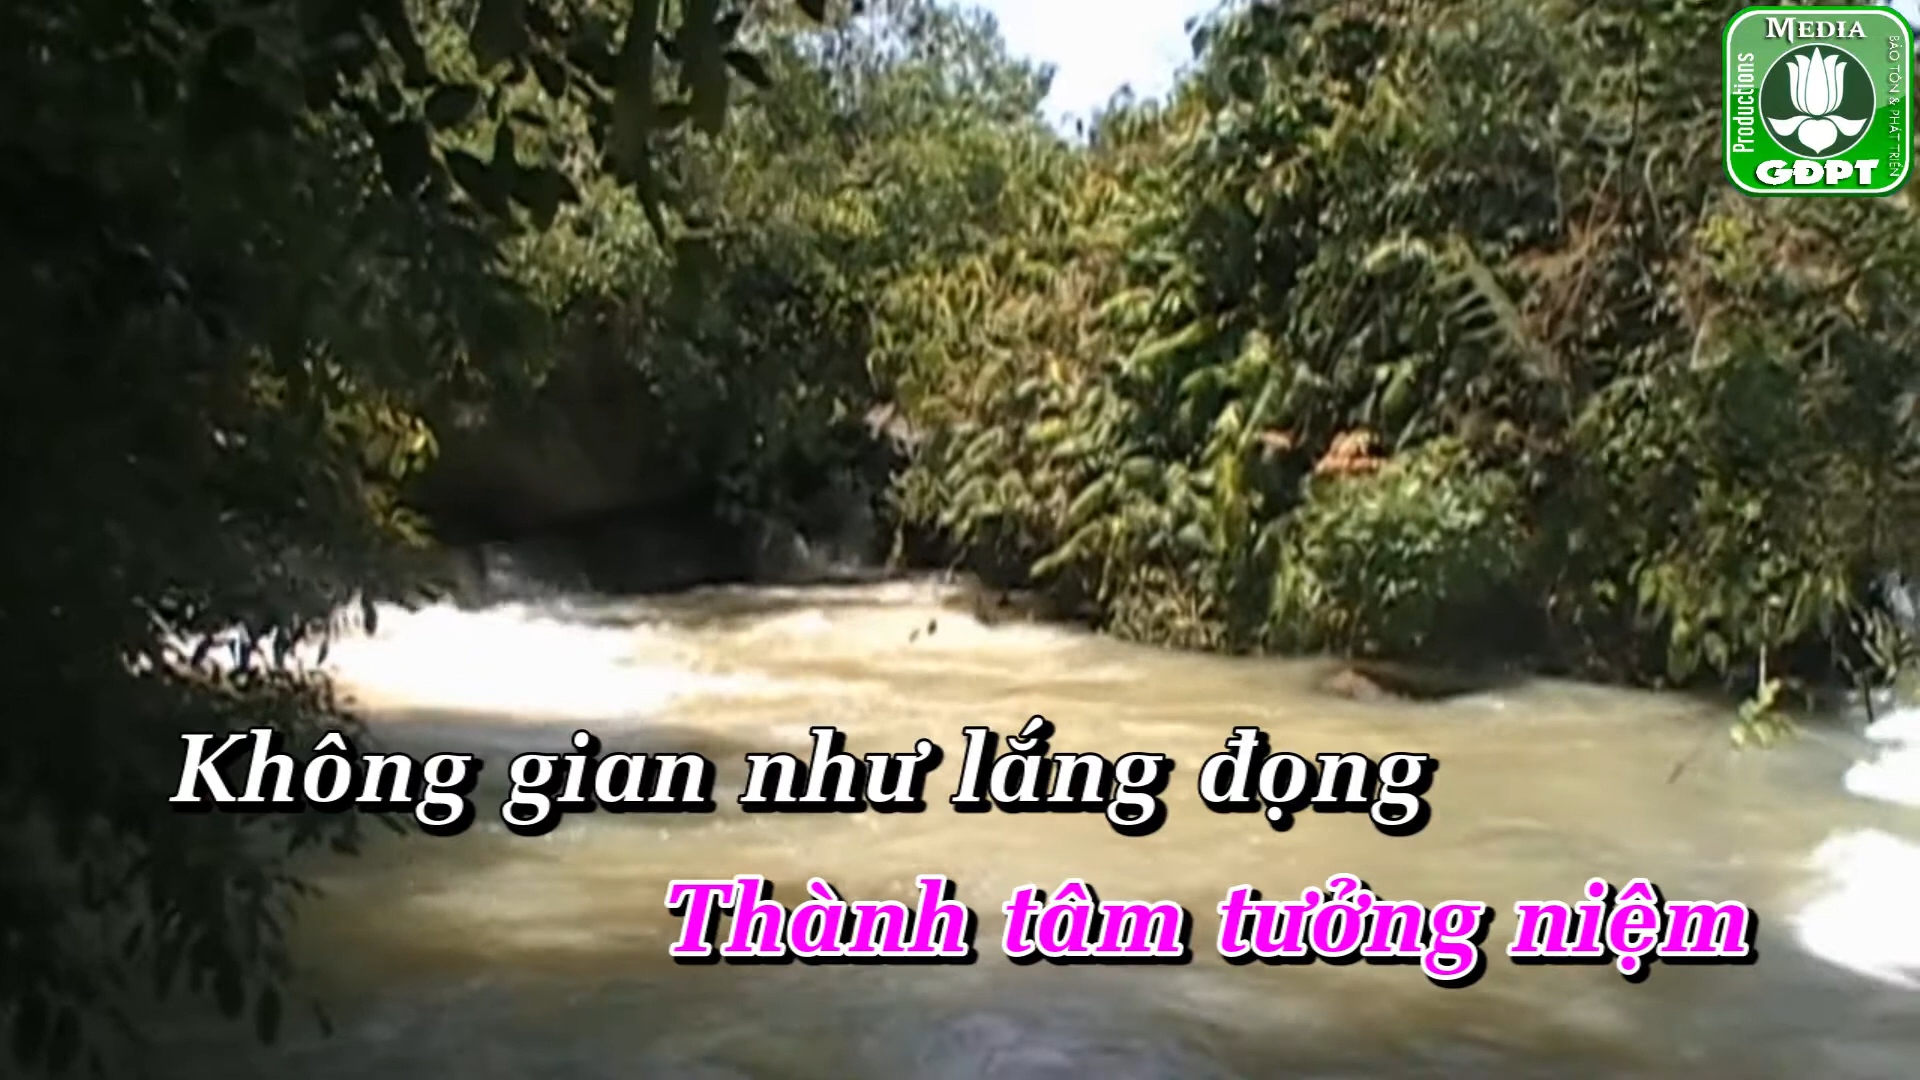 MEDIA
Productions
BẢO TỒN & PHÁT TRIỂN
GĐPT
Không gian như lắng đọng
Thành tâm tưởng niệm